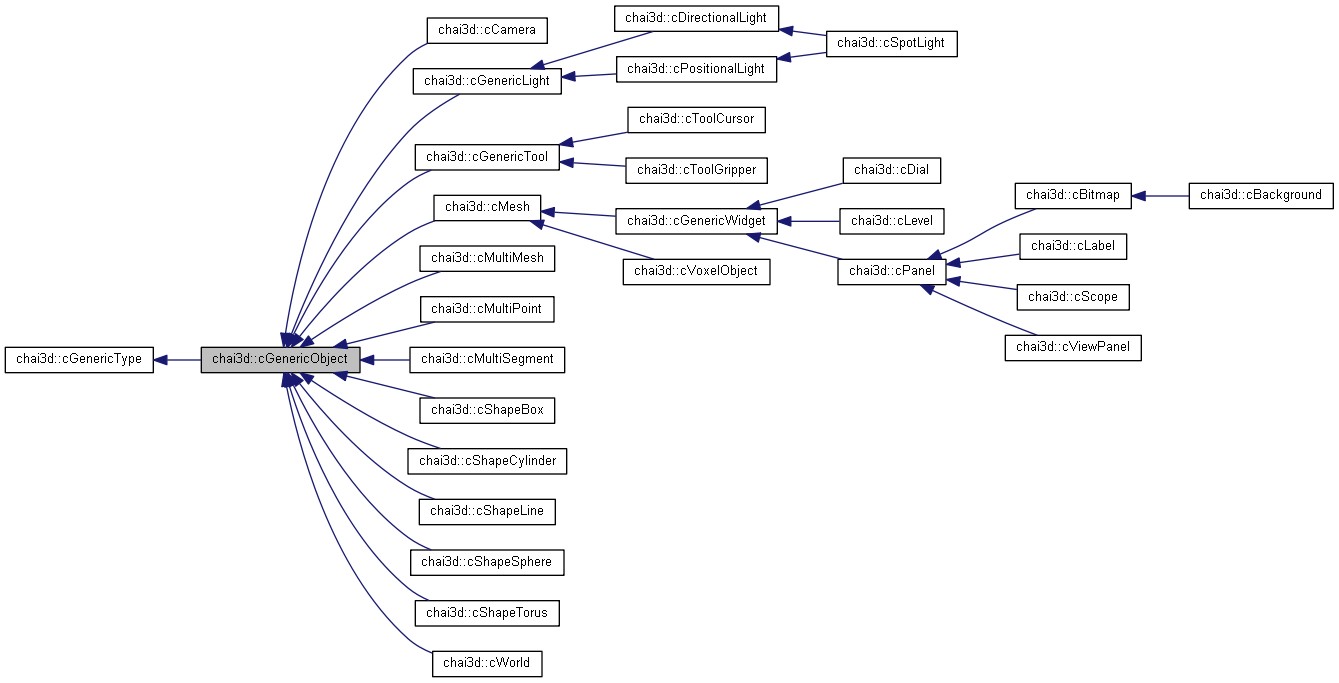 chai3d::cDirectionalLight
chai3d::cCamera
chai3d::cSpotLight
chai3d::cPositionalLight
chai3d::cGenericLight
chai3d::cToolCursor
chai3d::cGenericTool
chai3d::cToolGripper
chai3d::cDial
chai3d::cBitmap
chai3d::cBackground
chai3d::cMesh
chai3d::cGenericWidget
chai3d::cLevel
chai3d::cLabel
chai3d::cMultiMesh
chai3d::cVoxelObject
chai3d::cPanel
chai3d::cScope
chai3d::cMultiPoint
chai3d::cViewPanel
chai3d::cGenericType
chai3d::cGenericObject
chai3d::cMultiSegment
chai3d::cShapeBox
chai3d::cShapeCylinder
chai3d::cShapeLine
chai3d::cShapeSphere
chai3d::cShapeTorus
chai3d::cWorld